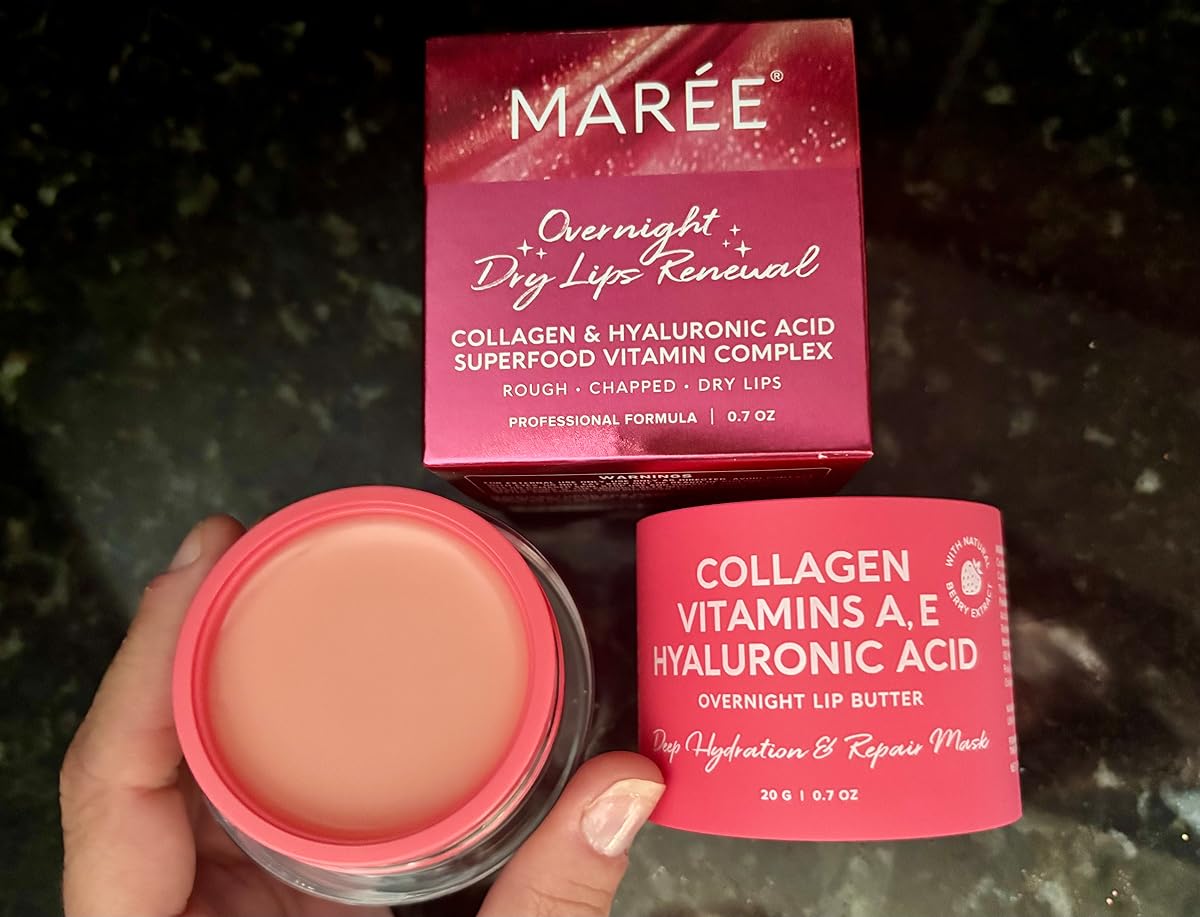 MARÉE®
Overnight
Dry Lips Renewal
COLLAGEN & HYALURONIC ACID
SUPERFOOD VITAMIN COMPLEX
ROUGH • CHAPPED • DRY LIPS
PROFESSIONAL FORMULA | 0.7 OZ
WARNINGS
COLLAGEN
VITAMINS A, E
HYALURONIC ACID
OVERNIGHT LIP BUTTER
Deep Hydration & Repair Mask
20 G | 0.7 OZ
WITH NATURAL
BERRY EXTRACT